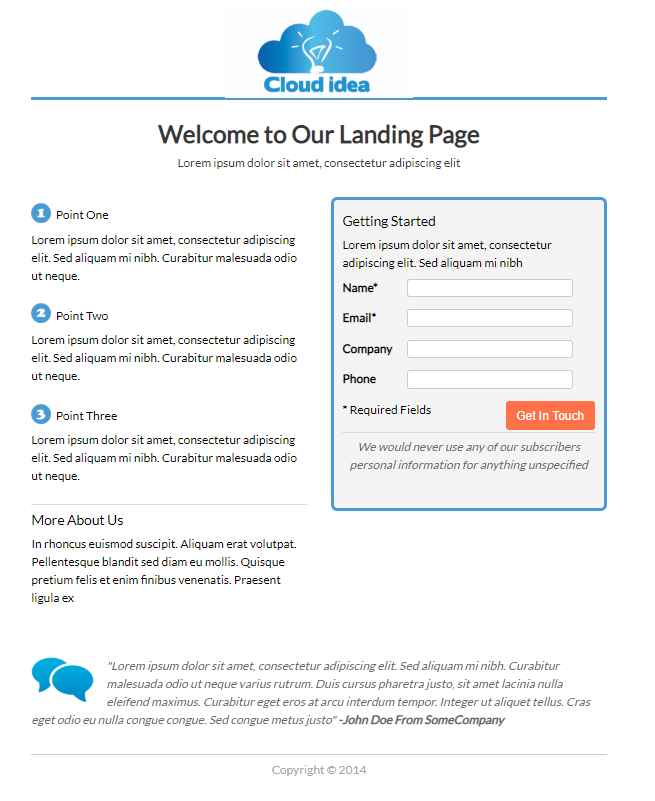 Cloud idea
Welcome to Our Landing Page
Lorem ipsum dolor sit amet, consectetur adipiscing elit
1 Point One
Lorem ipsum dolor sit amet, consectetur adipiscing
elit. Sed aliquam mi nibh. Curabitur malesuada odio
ut neque.
2 Point Two
Lorem ipsum dolor sit amet, consectetur adipiscing
elit. Sed aliquam mi nibh. Curabitur malesuada odio
ut neque.
3 Point Three
Lorem ipsum dolor sit amet, consectetur adipiscing
elit. Sed aliquam mi nibh. Curabitur malesuada odio
ut neque.
More About Us
In rhoncus euismod suscipit. Aliquam erat volutpat.
Pellentesque blandit sed diam eu mollis. Quisque
pretium felis et enim finibus venenatis. Praesent
ligula ex
Getting Started
Lorem ipsum dolor sit amet, consectetur
adipiscing elit. Sed aliquam mi nibh
Name*
Email*
Company
Phone
* Required Fields
Get In Touch
We would never use any of our subscribers
personal information for anything unspecified
"Lorem ipsum dolor sit amet, consectetur adipiscing elit. Sed aliquam mi nibh. Curabitur
malesuada odio ut neque varius rutrum. Duis cursus pharetra justo, sit amet lacinia nulla
eleifend maximus. Curabitur eget eros at arcu interdum tempor. Integer ut aliquet tellus. Cras
eget odio eu nulla congue congue. Sed congue metus justo" -John Doe From SomeCompany
Copyright © 2014